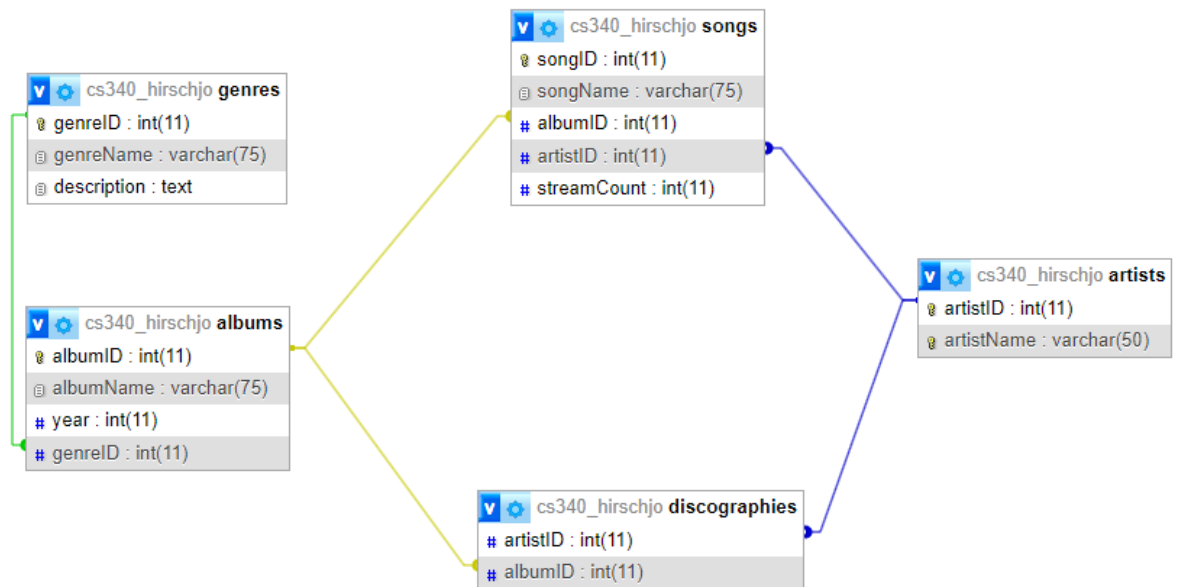 cs340_hirschjo songs
songID : int(11)
songName : varchar(75)
albumID : int(11)
artistID : int(11)
streamCount : int(11)
cs340_hirschjo genres
genreID : int(11)
genreName : varchar(75)
description : text
cs340_hirschjo artists
artistID : int(11)
artistName : varchar(50)
cs340_hirschjo albums
albumID : int(11)
albumName : varchar(75)
year : int(11)
genreID : int(11)
cs340_hirschjo discographies
artistID : int(11)
albumID : int(11)